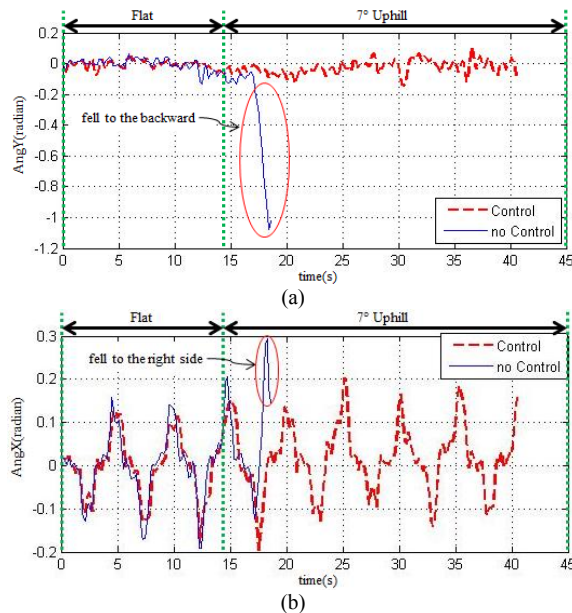 Flat 7° Uphill
0.2
0
-0.2
-0.4
-0.6
-0.8
-1
-1.2
AngY(radian)
fell to the backward
Control
no Control
0 5 10 15 20 25 30 35 40 45
time(s)
(a)
Flat 7° Uphill
0.3
0.2
0.1
0
-0.1
0.2
AngX(radian)
fell to the right side
Control
no Control
0 5 10 15 20 25 30 35 40 45
time(s)
(b)